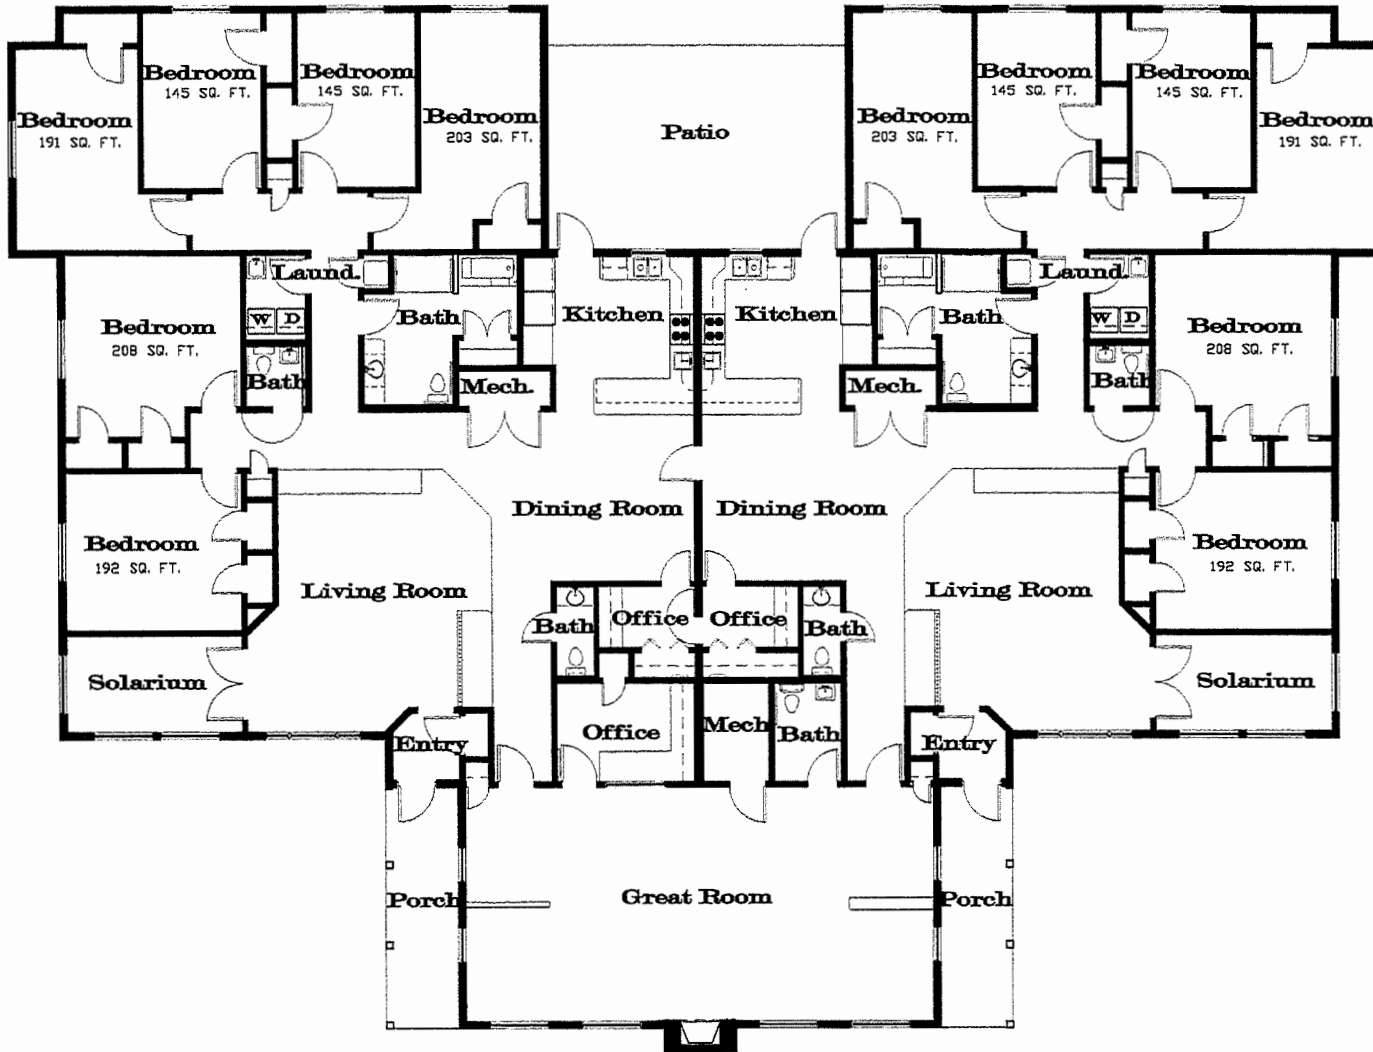 Bedroom
145 SQ. FT.
Bedroom
145 SQ. FT.
Bedroom
191 SQ. FT.
Bedroom
203 SQ. FT.
Patio
Bedroom
203 SQ. FT.
Bedroom
145 SQ. FT.
Bedroom
145 SQ. FT.
Bedroom
191 SQ. FT.
Laund.
Laund.
Bedroom
208 SQ. FT.
W D
Bath
Kitchen
Kitchen
Bath
W D
Bedroom
208 SQ. FT.
Bath
Mech.
Mech.
Bath
Dining Room
Dining Room
Bedroom
192 SQ. FT.
Living Room
Living Room
Bedroom
192 SQ. FT.
Bath
Office
Office
Bath
Solarium
Solarium
Entry
Office
Mech
Bath
Entry
Porch
Great Room
Porch